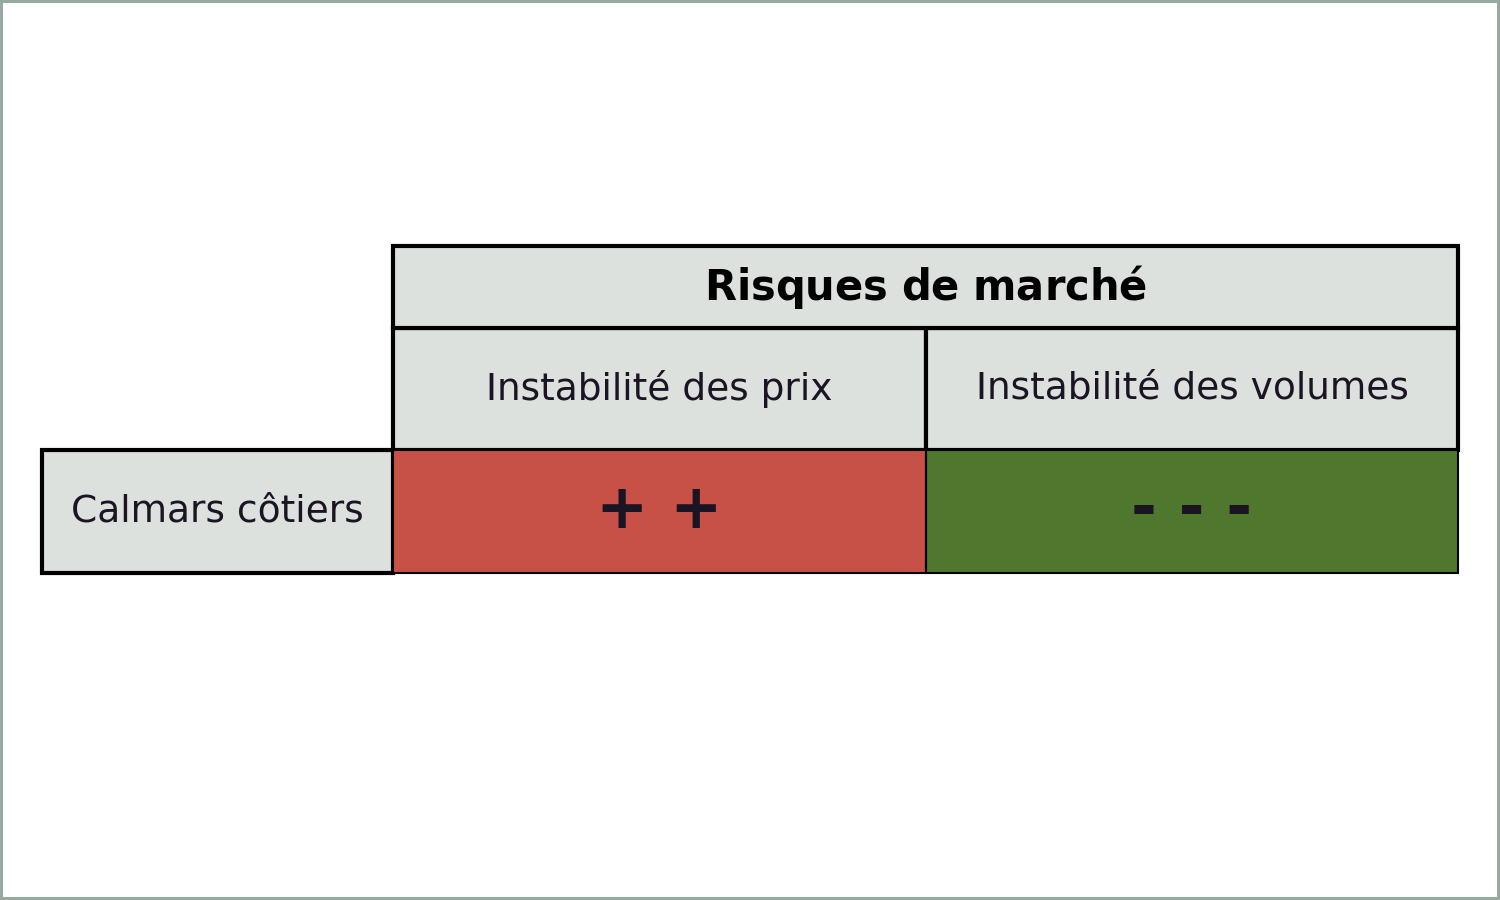 Risques de marché
Instabilité des prix
Instabilité des volumes
Calmars côtiers
+ +
- - -